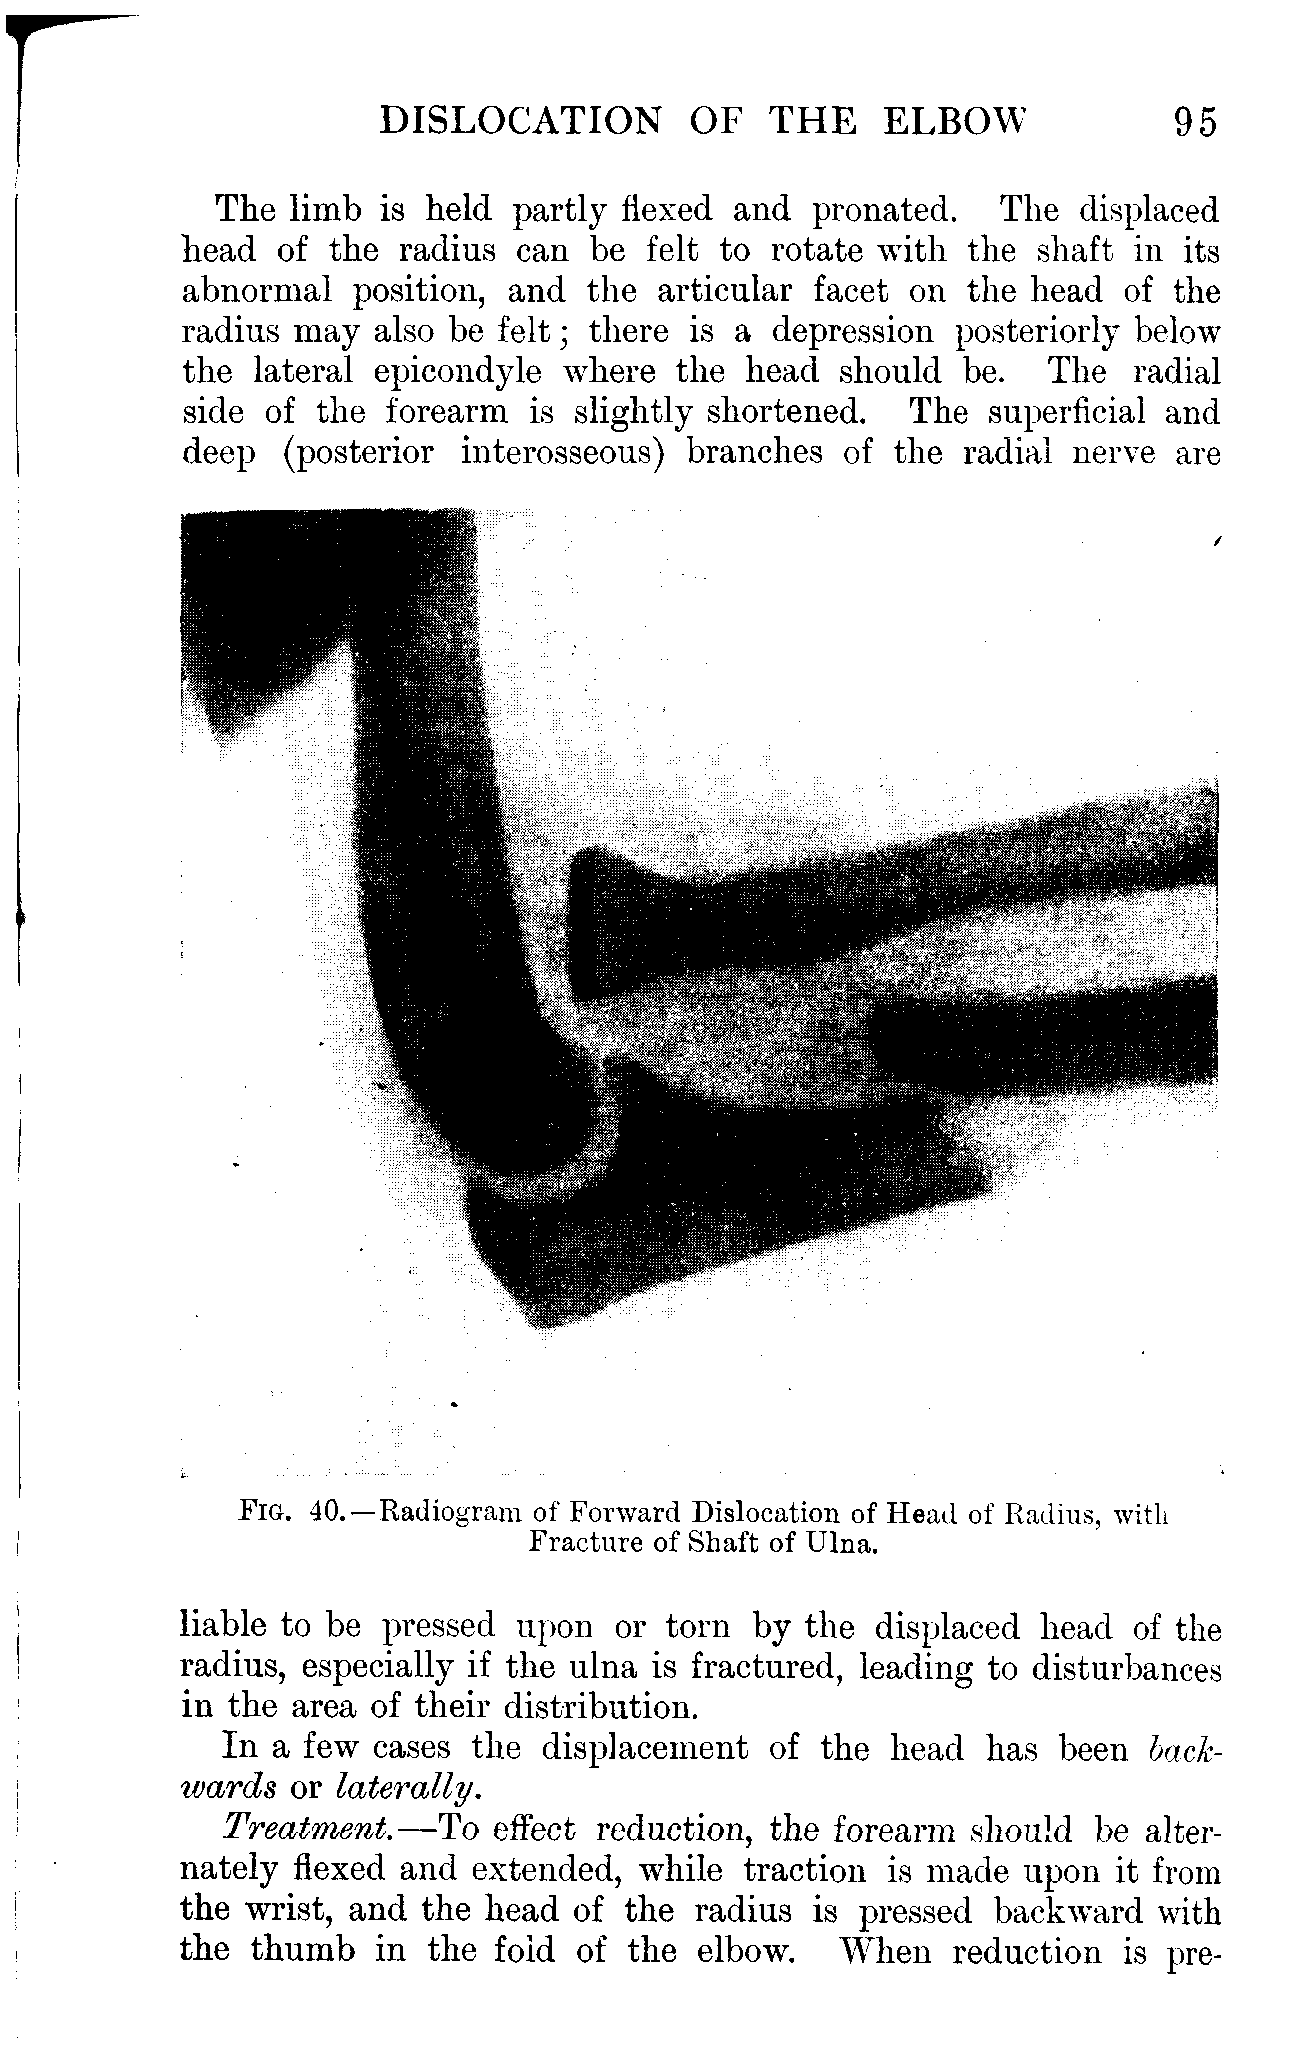 DISLOCATION OF THE ELBOW 95
The limb is held partly flexed and pronated. The displaced
head of the radius can be felt to rotate with the shaft in its
abnormal position, and the articular facet on the head of the
radius may also be felt; there is a depression posteriorly below
the lateral epicondyle where the head should be. The radial
side of the forearm is slightly shortened. The superficial and
deep (posterior interosseous) branches of the radial nerve are
FIG. 40.—Radiogram of Forward Dislocation of Head of Radius, with
Fracture of Shaft of Ulna.
liable to be pressed upon or torn by the displaced head of the
radius, especially if the ulna is fractured, leading to disturbances
in the area of their distribution.
In a few cases the displacement of the head has been back-
wards or laterally.
Treatment.—To effect reduction, the forearm should be alter-
nately flexed and extended, while traction is made upon it from
the wrist, and the head of the radius is pressed backward with
the thumb in the fold of the elbow. When reduction is pre-